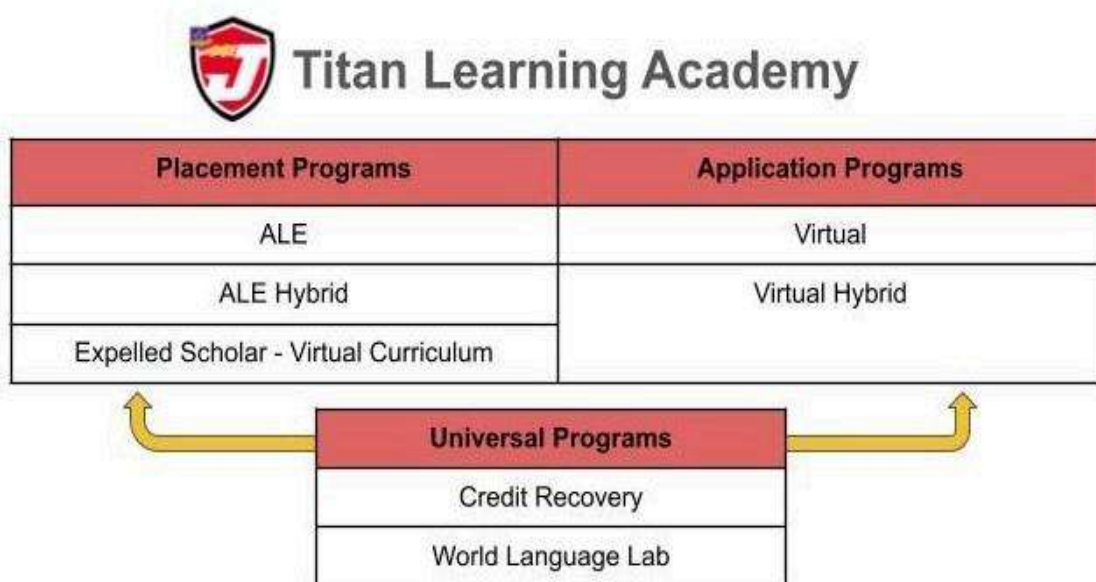 Titan Learning Academy
Placement Programs
Application Programs
ALE
Virtual
ALE Hybrid
Virtual Hybrid
Expelled Scholar - Virtual Curriculum
Universal Programs
Credit Recovery
World Language Lab